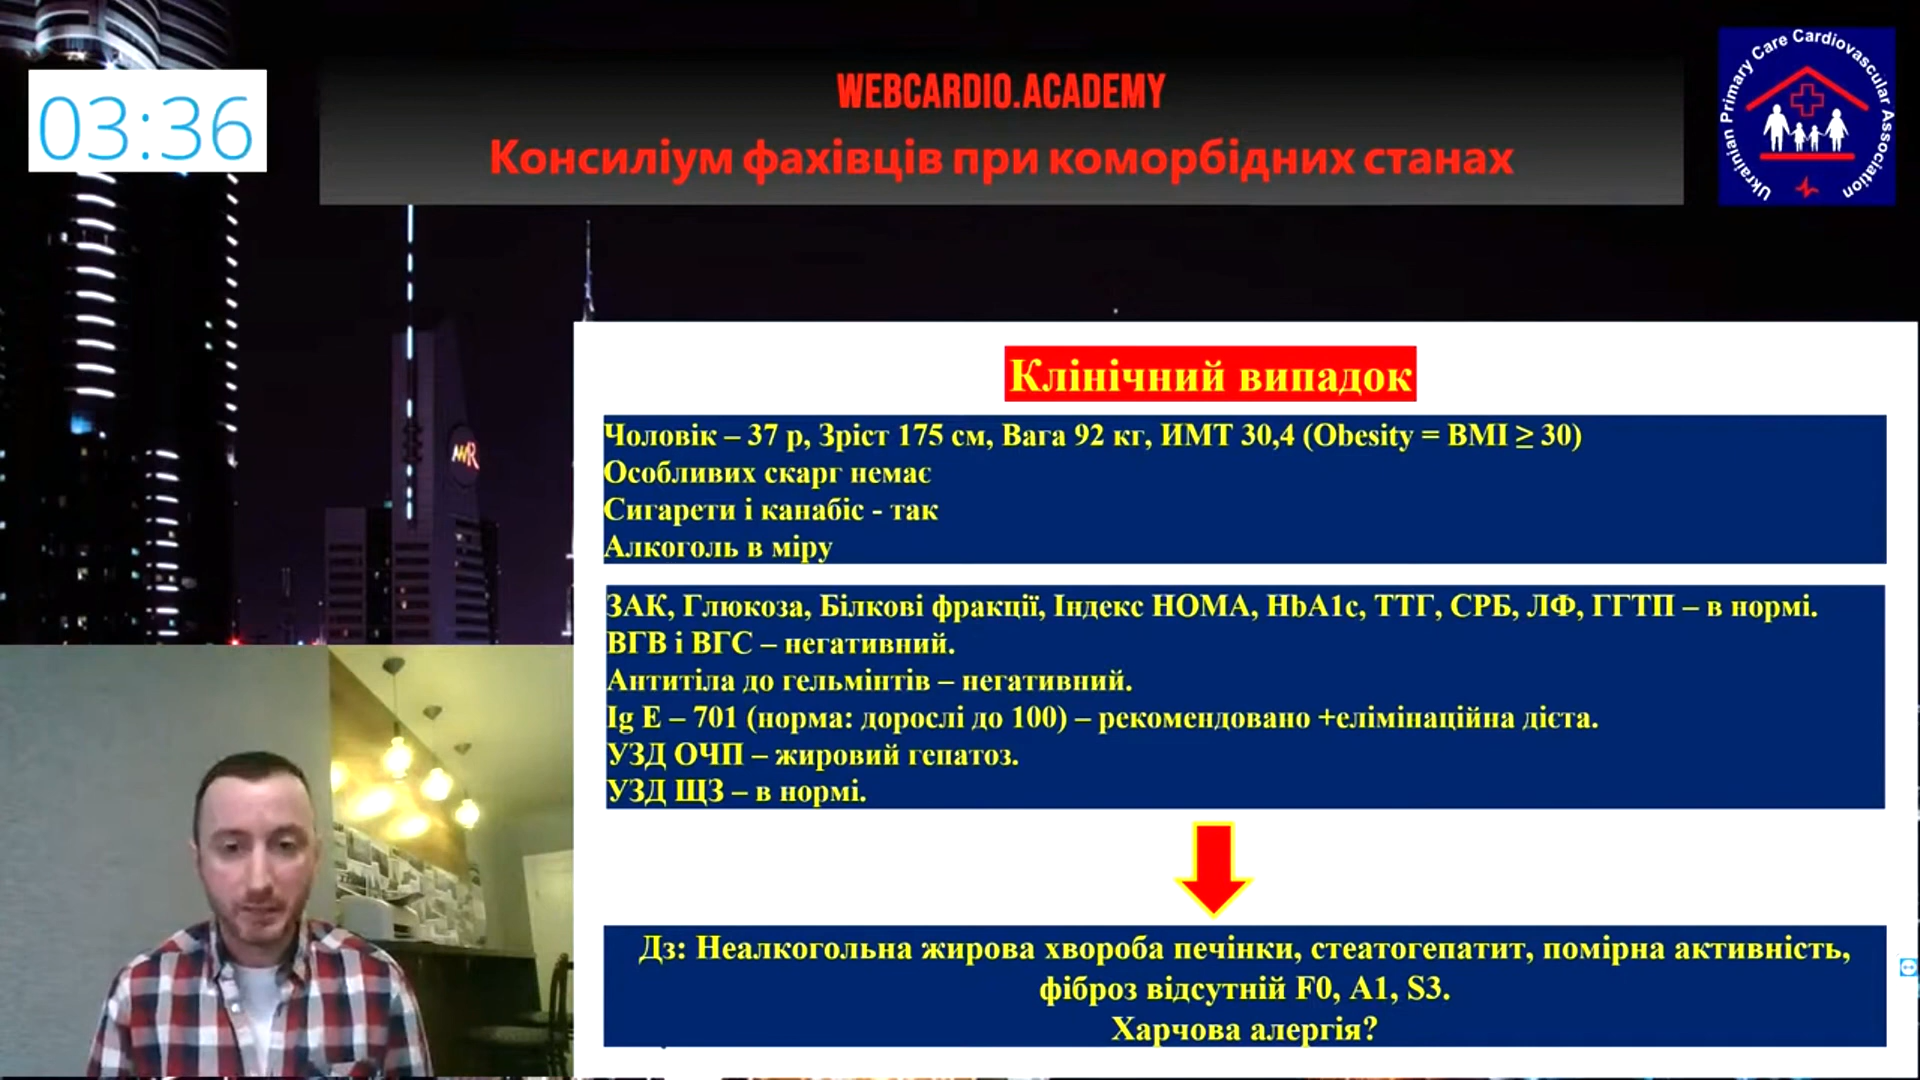 03:36
WEBCARDIO.ACADEMY
Консиліум фахівців при коморбідних станах
Ukrainian Primary Care Cardiovascular Association
Клінічний випадок
Чоловік – 37 р, Зріст 175 см, Вага 92 кг, ИМТ 30,4 (Obesity = BMI ≥ 30)
Особливих скарг немає
Сигарети і канабіс - так
Алкоголь в міру
ЗАК, Глюкоза, Білкові фракції, Індекс НОМА, HbA1c, ТТГ, СРБ, ЛФ, ГГТП – в нормі.
ВГВ і ВГС – негативний.
Антитіла до гельмінтів – негативний.
Ig E – 701 (норма: дорослі до 100) – рекомендовано +елімінаційна дієта.
УЗД ОЧП – жировий гепатоз.
УЗД ЩЗ – в нормі.
Дз: Неалкогольна жирова хвороба печінки, стеатогепатит, помірна активність,
фіброз відсутній F0, A1, S3.
Харчова алергія?